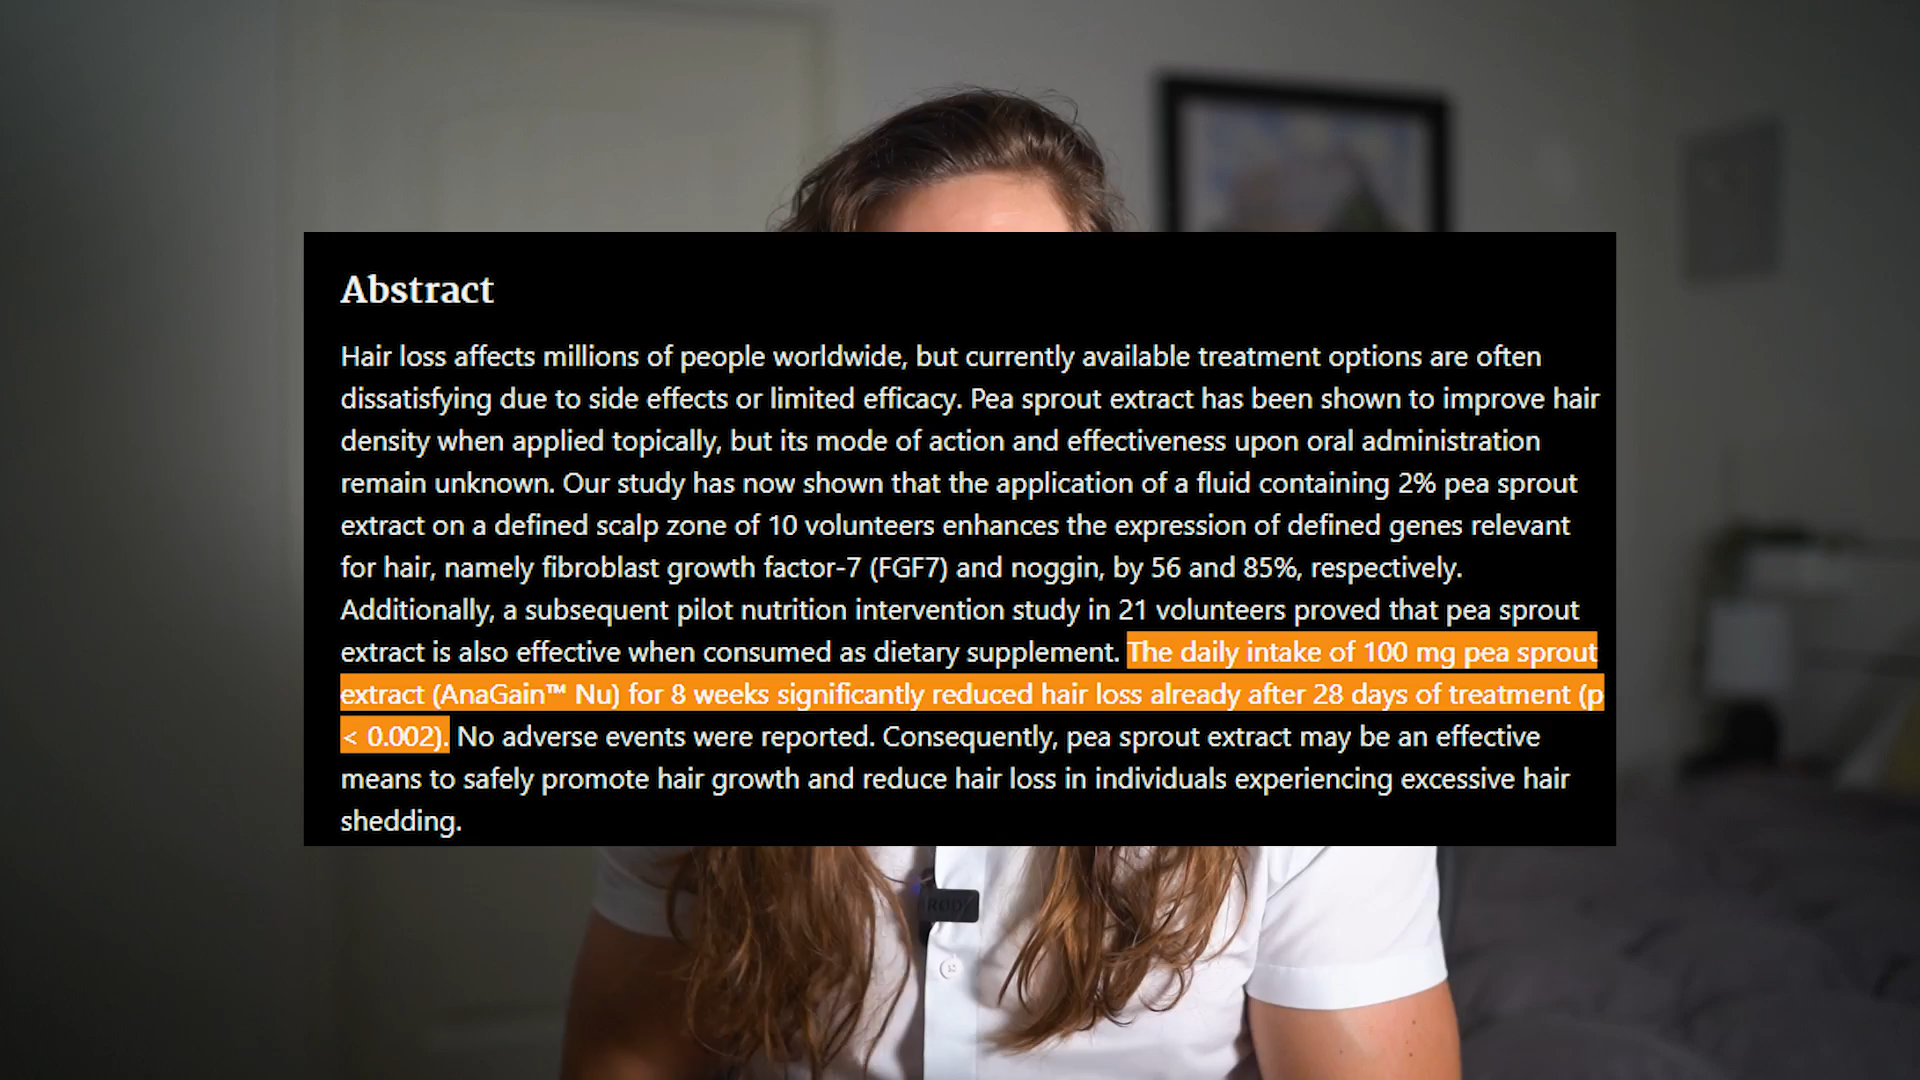 Abstract
Hair loss affects millions of people worldwide, but currently available treatment options are often
dissatisfying due to side effects or limited efficacy. Pea sprout extract has been shown to improve hair
density when applied topically, but its mode of action and effectiveness upon oral administration
remain unknown. Our study has now shown that the application of a fluid containing 2% pea sprout
extract on a defined scalp zone of 10 volunteers enhances the expression of defined genes relevant
for hair, namely fibroblast growth factor-7 (FGF7) and noggin, by 56 and 85%, respectively.
Additionally, a subsequent pilot nutrition intervention study in 21 volunteers proved that pea sprout
extract is also effective when consumed as dietary supplement. The daily intake of 100 mg pea sprout
extract (AnaGain™ Nu) for 8 weeks significantly reduced hair loss already after 28 days of treatment (p
< 0.002). No adverse events were reported. Consequently, pea sprout extract may be an effective
means to safely promote hair growth and reduce hair loss in individuals experiencing excessive hair
shedding.
RODE